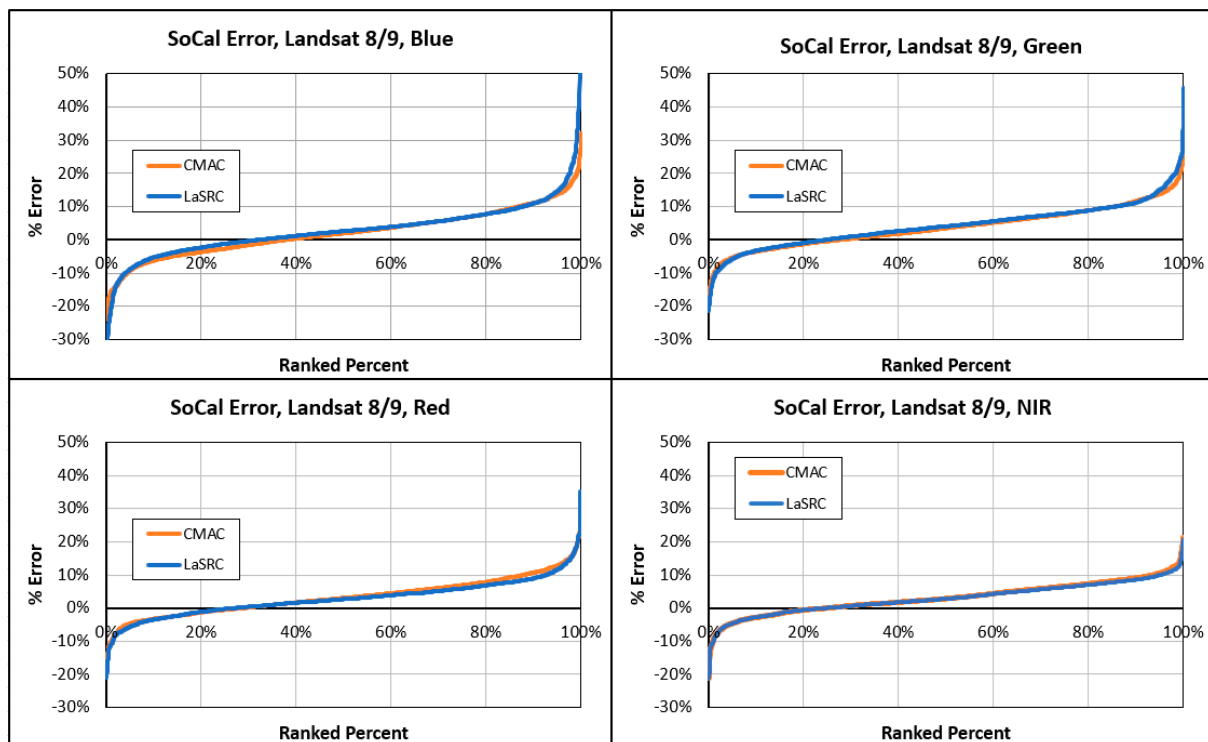 SoCal Error, Landsat 8/9, Blue
50%
40%
30%
20%
10%
0%
-10%
-20%
-30%
% Error
CMAC
LaSRC
0% 20% 40% 60% 80% 100%
Ranked Percent
SoCal Error, Landsat 8/9, Green
50%
40%
30%
20%
10%
0%
-10%
-20%
-30%
% Error
CMAC
LaSRC
0% 20% 40% 60% 80% 100%
Ranked Percent
SoCal Error, Landsat 8/9, Red
50%
40%
30%
20%
10%
0%
-10%
-20%
-30%
% Error
CMAC
LaSRC
0% 20% 40% 60% 80% 100%
Ranked Percent
SoCal Error, Landsat 8/9, NIR
50%
40%
30%
20%
10%
0%
-10%
-20%
-30%
% Error
CMAC
LaSRC
0% 20% 40% 60% 80% 100%
Ranked Percent